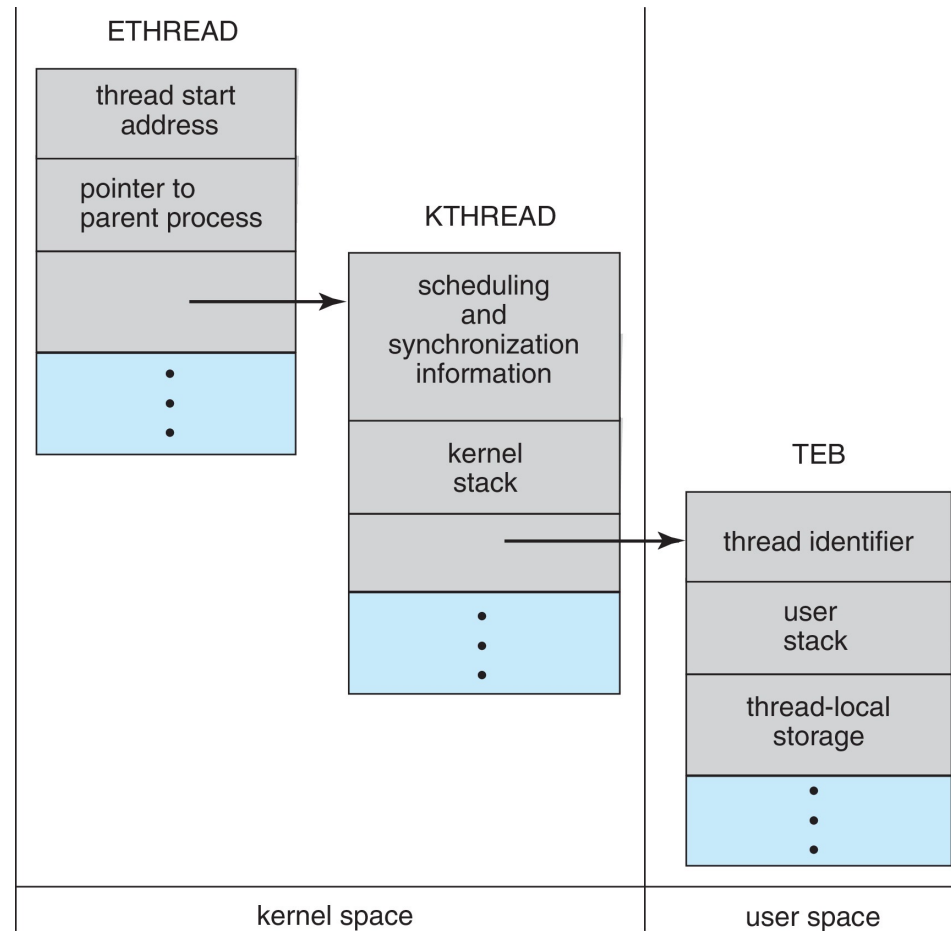 ETHREAD
thread start
address
pointer to
parent process
KTHREAD
scheduling
and
synchronization
information
kernel
stack
TEB
thread identifier
user
stack
thread-local
storage
kernel space
user space